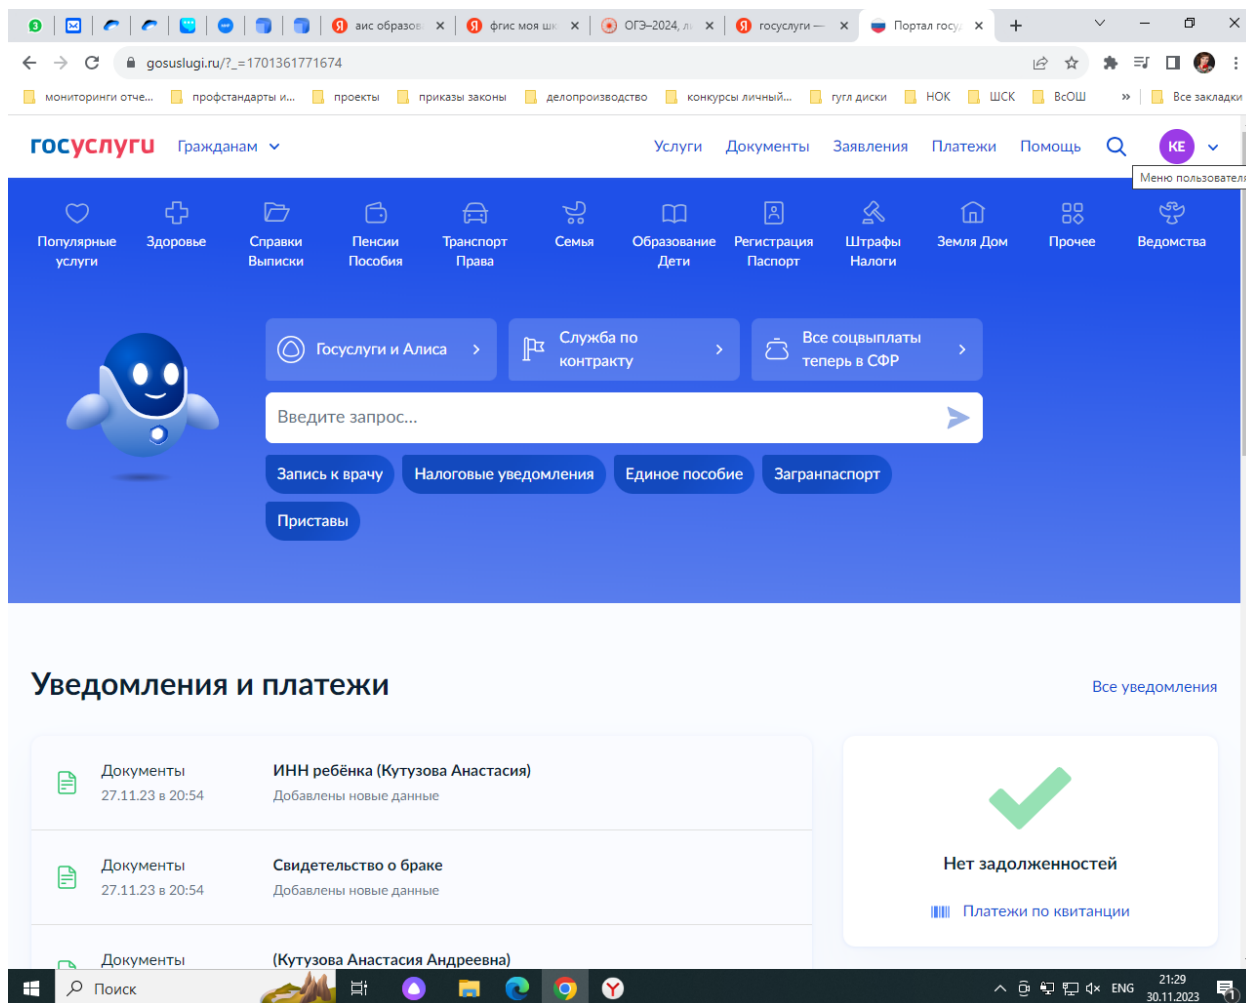 аис образов
фгис моя шк
ОГЭ–2024, л
госуслуги —
Портал госу
gosuslugi.ru/?_=1701361771674
мониторинги отче...
профстандарты и...
проекты
приказы законы
делопроизводство
конкурсы личный...
гугл диски
НОК
ШСК
ВсОШ
»
Все закладки
госуслуги
Гражданам
Услуги
Документы
Заявления
Платежи
Помощь
КЕ
Меню пользователя
Популярные
услуги
Здоровье
Справки
Выписки
Пенсии
Пособия
Транспорт
Права
Семья
Образование
Дети
Регистрация
Паспорт
Штрафы
Налоги
Земля Дом
Прочее
Ведомства
Госуслуги и Алиса
Служба по
контракту
Все соцвыплаты
теперь в СФР
Введите запрос...
Запись к врачу
Налоговые уведомления
Единое пособие
Загранпаспорт
Приставы
Уведомления и платежи
Все уведомления
Документы
27.11.23 в 20:54
ИНН ребёнка (Кутузова Анастасия)
Добавлены новые данные
Документы
27.11.23 в 20:54
Свидетельство о браке
Добавлены новые данные
Документы
(Кутузова Анастасия Андреевна)
Нет задолженностей
Платежи по квитанции
Поиск
ENG
21:29
30.11.2023